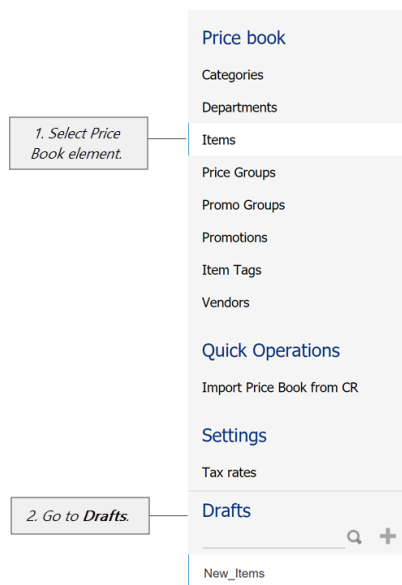 Price book
Categories
Departments
1. Select Price
Book element.
Items
Price Groups
Promo Groups
Promotions
Item Tags
Vendors
Quick Operations
Import Price Book from CR
Settings
Tax rates
2. Go to Drafts.
Drafts
New_Items